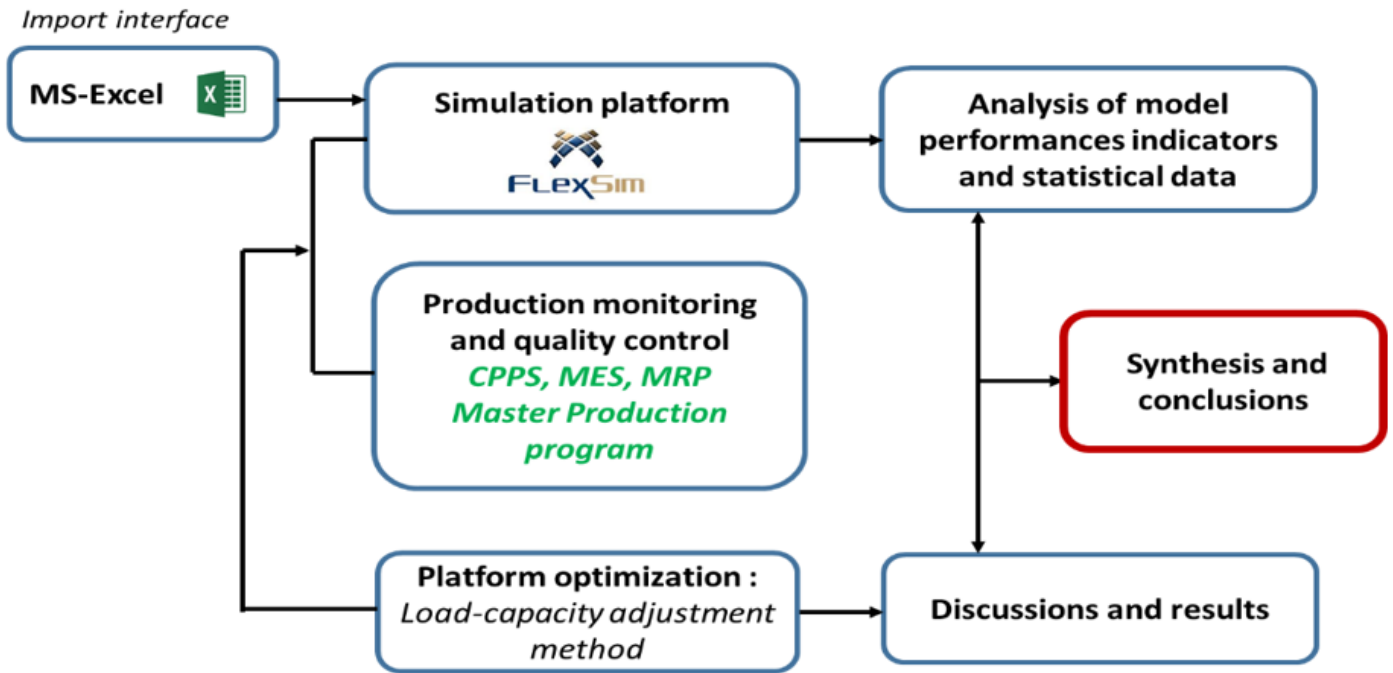 Import interface
MS-Excel
X
Simulation platform
FLEXSIM
Analysis of model
performances indicators
and statistical data
Production monitoring
and quality control
CPPS, MES, MRP
Master Production
program
Synthesis and
conclusions
Platform optimization :
Load-capacity adjustment
method
Discussions and results